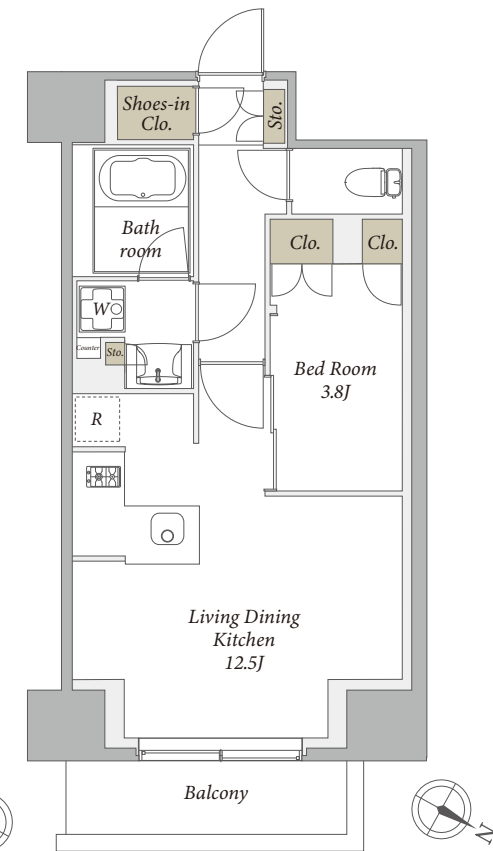 Shoes-in
Clo.
Sto.
Bath
room
Clo.
Clo.
W
Counter
Sto.
Bed Room
3.8J
R
Living Dining
Kitchen
12.5J
Balcony
N